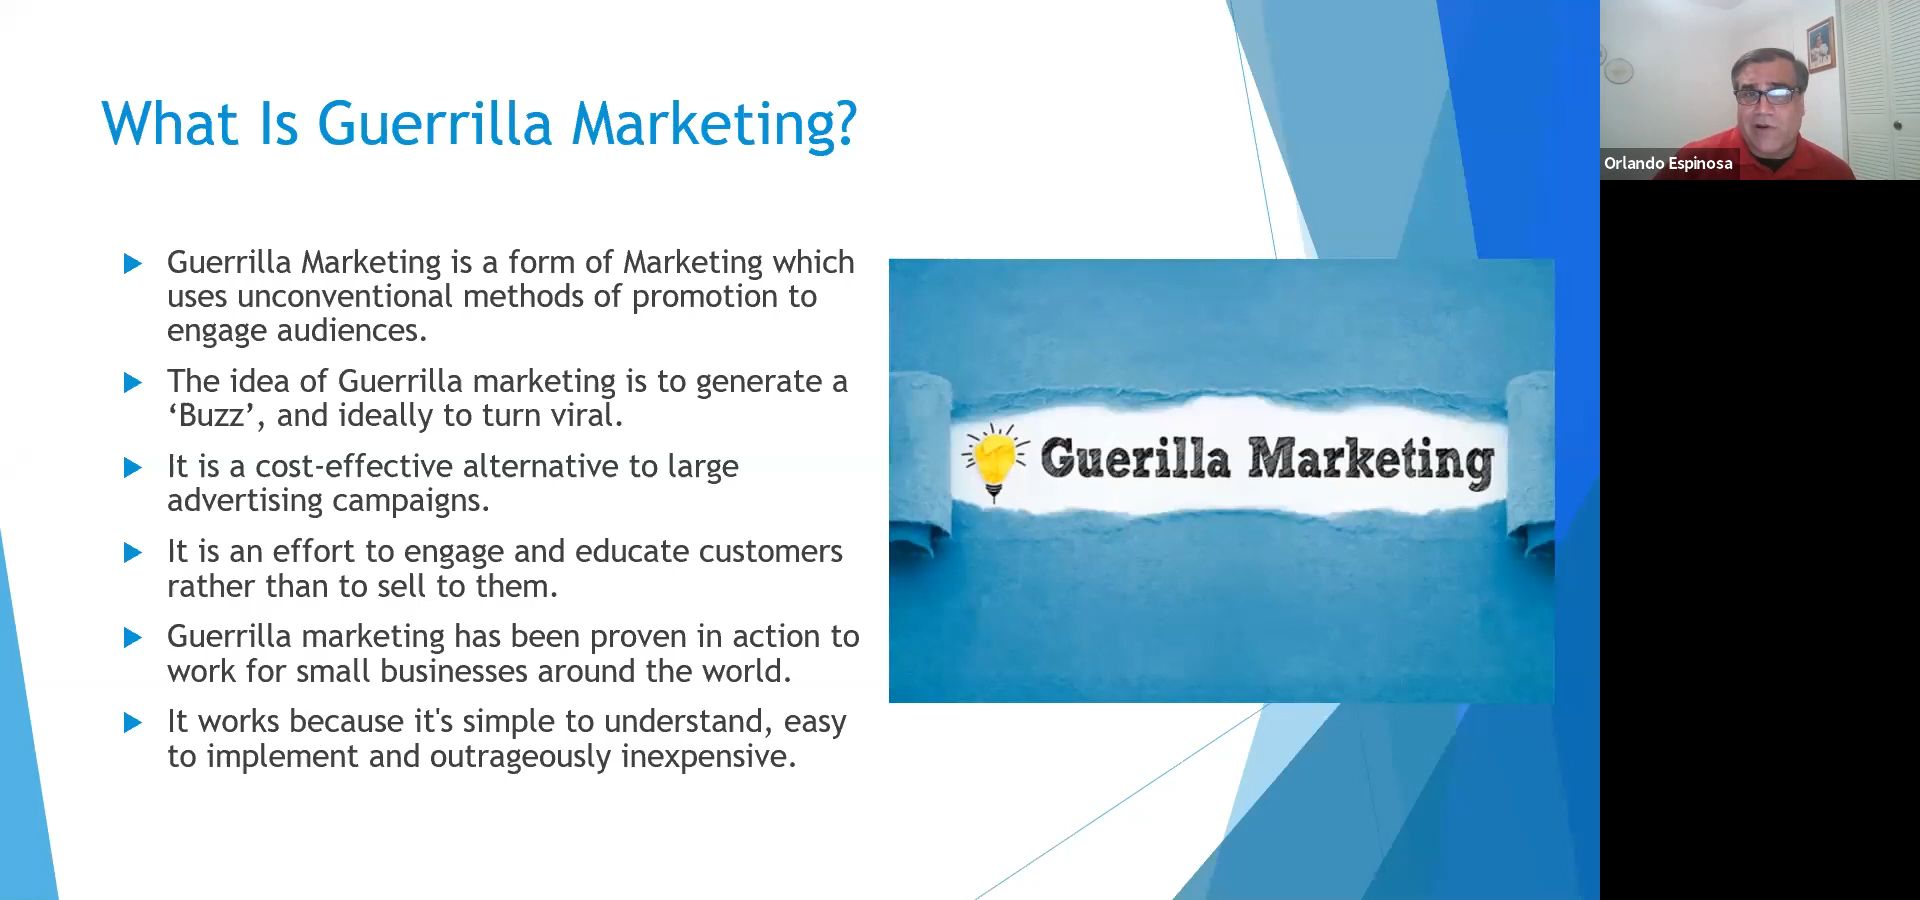 What Is Guerrilla Marketing?
Guerrilla Marketing is a form of Marketing which
uses unconventional methods of promotion to
engage audiences.
The idea of Guerrilla marketing is to generate a
‘Buzz’, and ideally to turn viral.
It is a cost-effective alternative to large
advertising campaigns.
It is an effort to engage and educate customers
rather than to sell to them.
Guerrilla marketing has been proven in action to
work for small businesses around the world.
It works because it's simple to understand, easy
to implement and outrageously inexpensive.
Guerilla Marketing
Orlando Espinosa